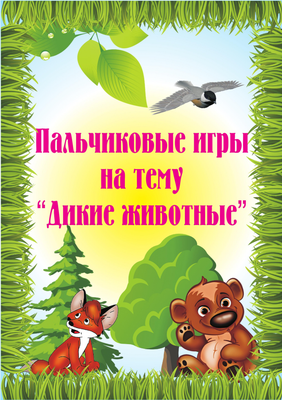 Пальчиковые игры
на тему
“Дикие животные”